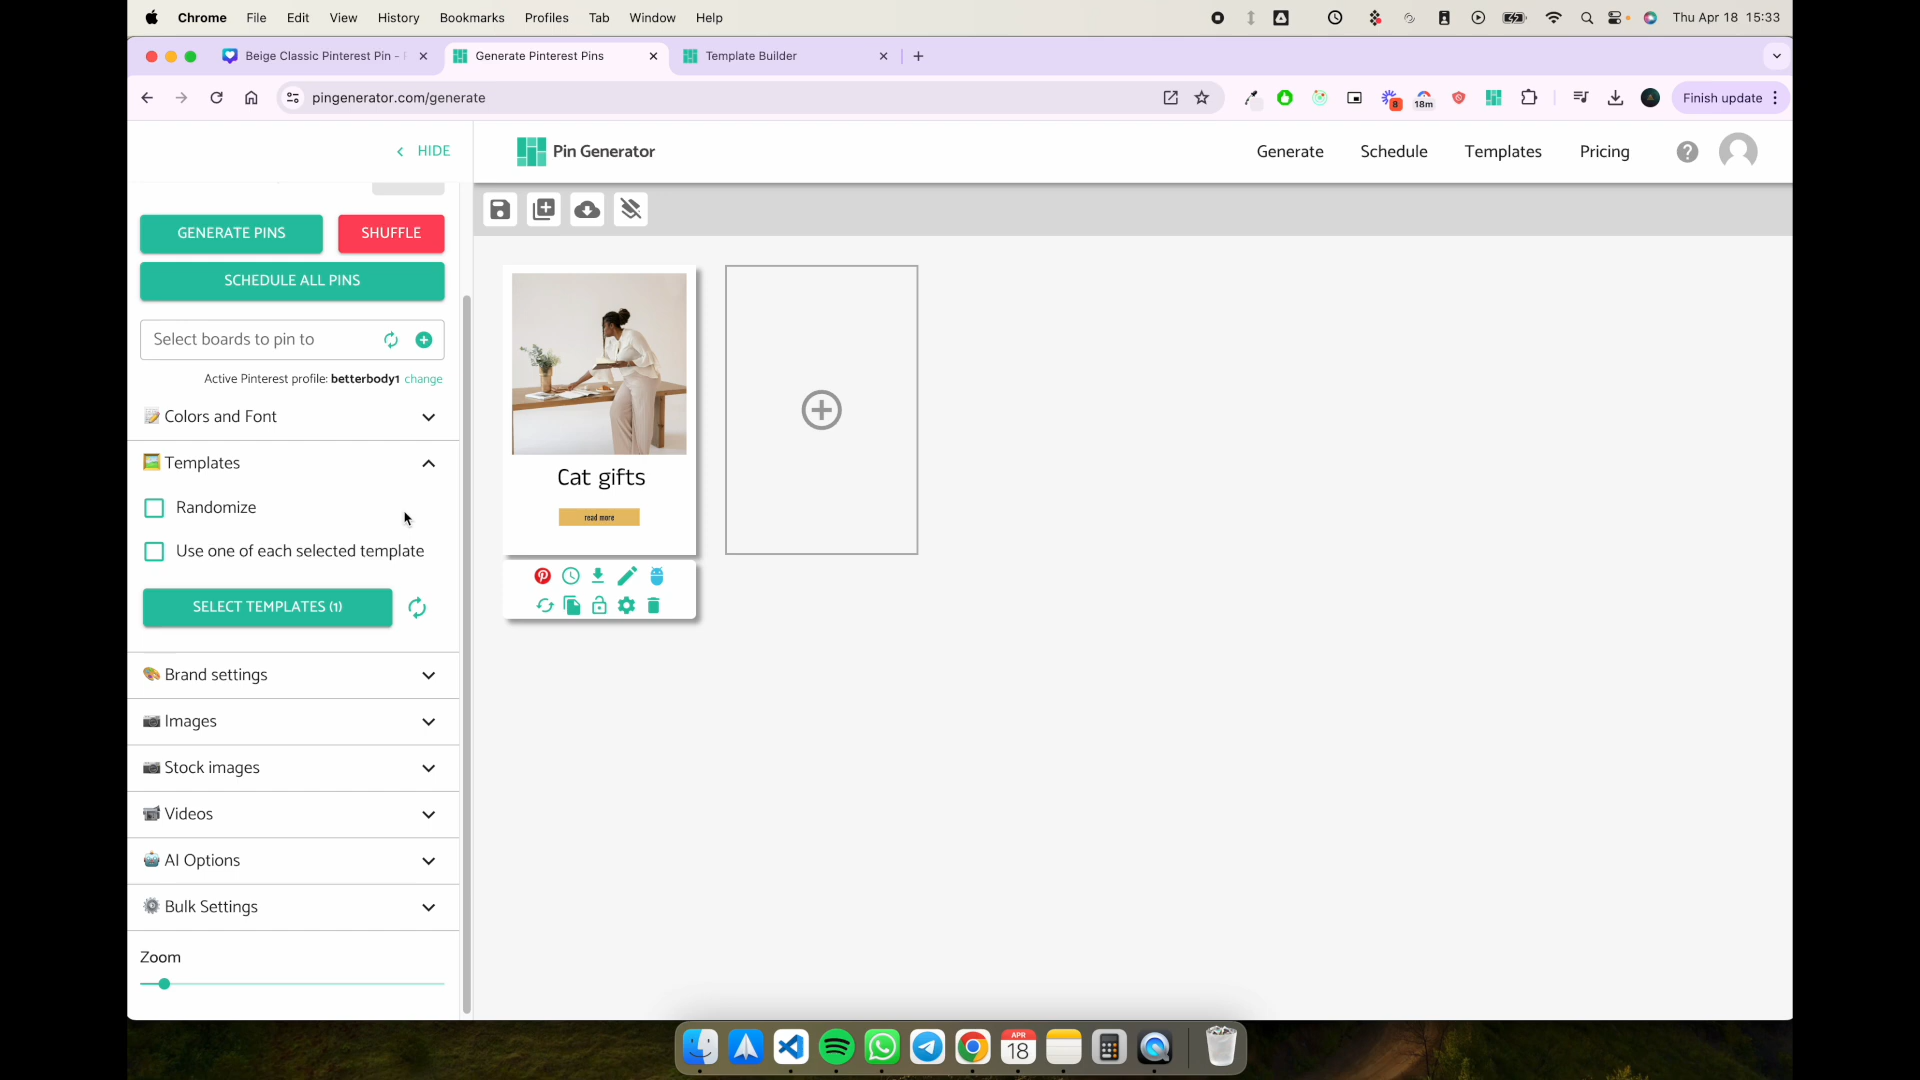 Chrome File Edit View History Bookmarks Profiles Tab Window Help Thu Apr 18 15:33
Beige Classic Pinterest Pin - Generate Pinterest Pins Template Builder
pingenerator.com/generate 8 18m Finish update
HIDE Pin Generator Generate Schedule Templates Pricing
GENERATE PINS SHUFFLE
SCHEDULE ALL PINS
Select boards to pin to
Active Pinterest profile: betterbody1 change
Colors and Font
Templates
Randomize
Use one of each selected template
SELECT TEMPLATES (1)
Brand settings
Images
Stock images
Videos
AI Options
Bulk Settings
Zoom
Cat gifts
read more
APR
18